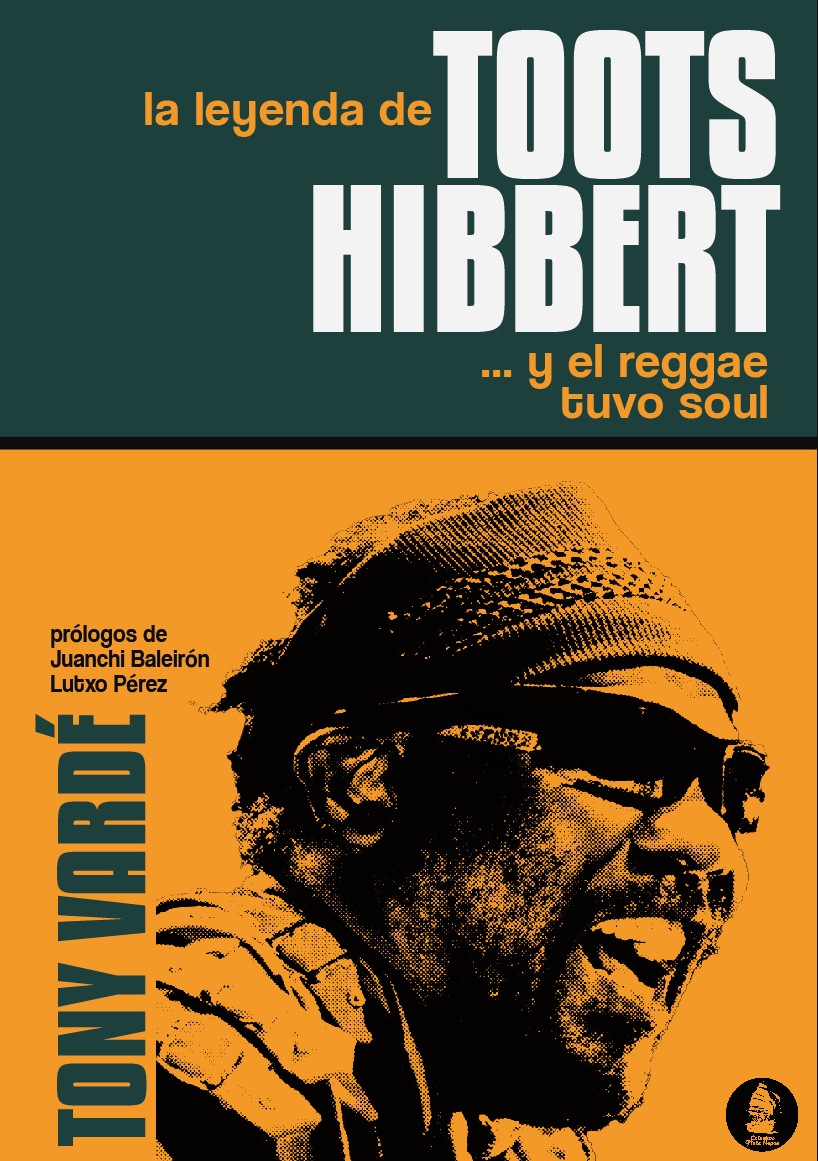 la leyenda de TOOTS
HIBBERT
... y el reggae
tuvo soul
prólogos de
Juanchi Baleirón
Lutxo Pérez
TONY VARDÉ